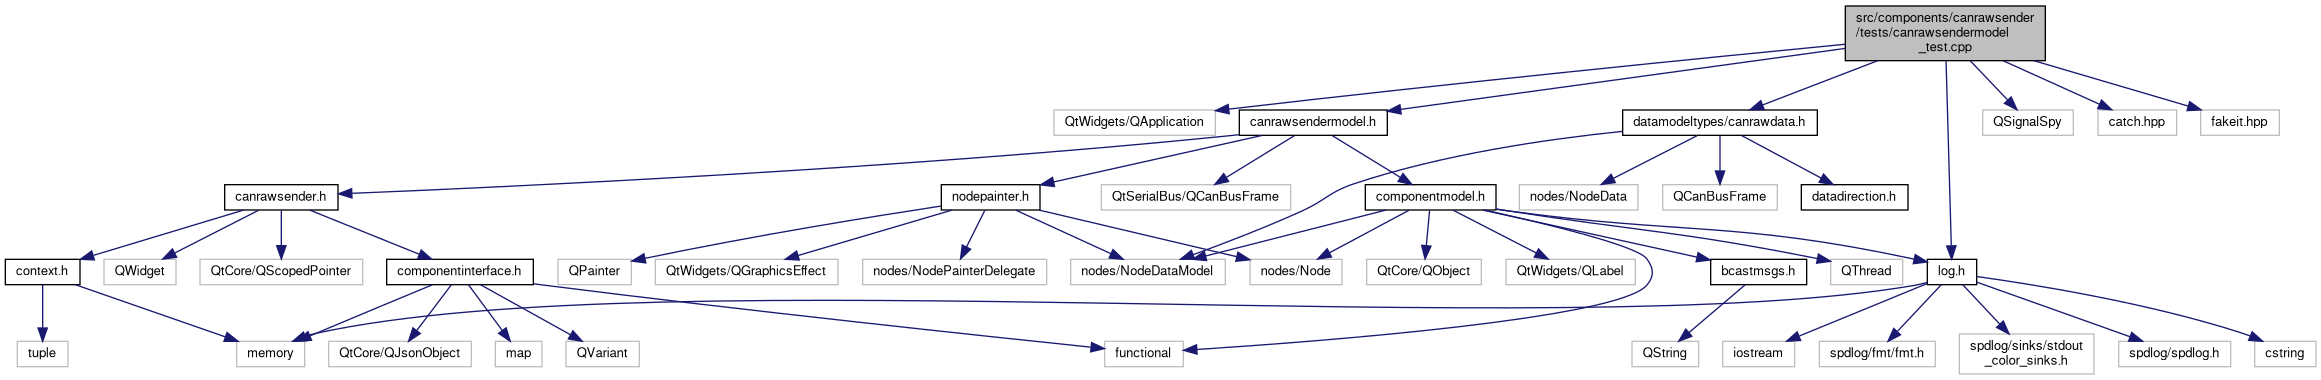 src/components/canrawsender
/tests/canrawsendermodel
_test.cpp
QtWidgets/QApplication
canrawsendermodel.h
datamodeltypes/canrawdata.h
QSignalSpy
catch.hpp
fakeit.hpp
canrawsender.h
nodepainter.h
QtSerialBus/QCanBusFrame
componentmodel.h
nodes/NodeData
QCanBusFrame
datadirection.h
context.h
QWidget
QtCore/QScopedPointer
componentinterface.h
QPainter
QtWidgets/QGraphicsEffect
nodes/NodePainterDelegate
nodes/NodeDataModel
nodes/Node
QtCore/QObject
QtWidgets/QLabel
bcastmsgs.h
QThread
log.h
tuple
memory
QtCore/QJsonObject
map
QVariant
functional
QString
iostream
spdlog/fmt/fmt.h
spdlog/sinks/stdout
_color_sinks.h
spdlog/spdlog.h
cstring